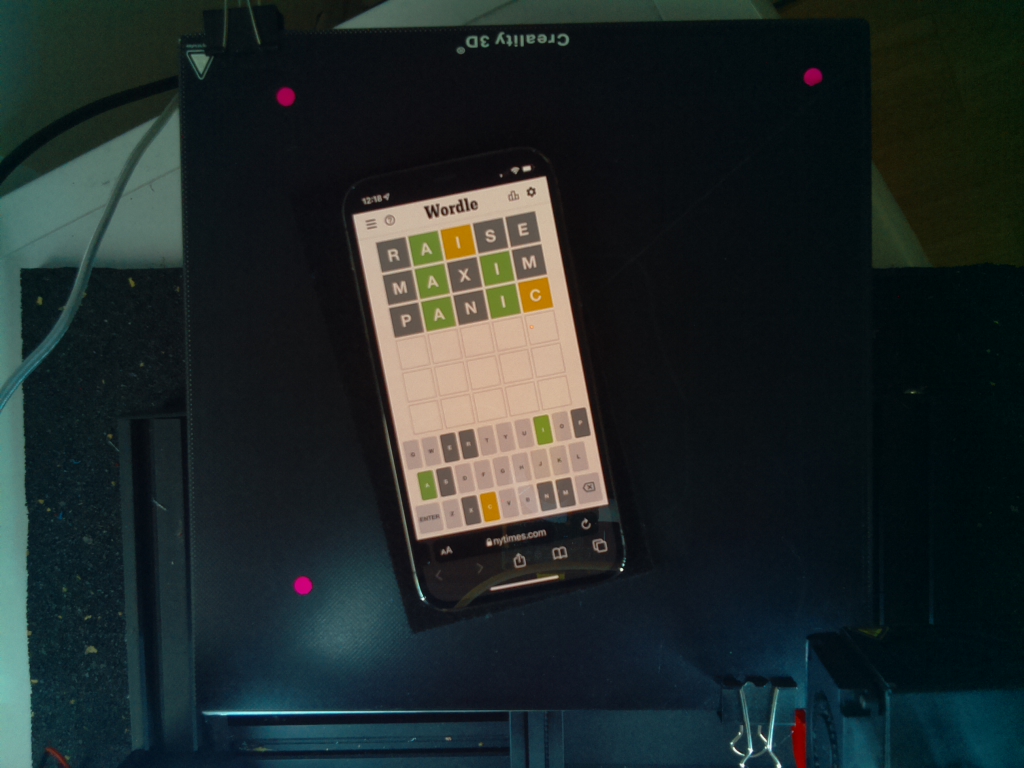 Creality 3D®
12:18
Wordle
R A I S E
M A X I M
P A N I C
Q W E R T Y U I O P
A S D F G H J K L
ENTER Z X C V B N M
AA nytimes.com